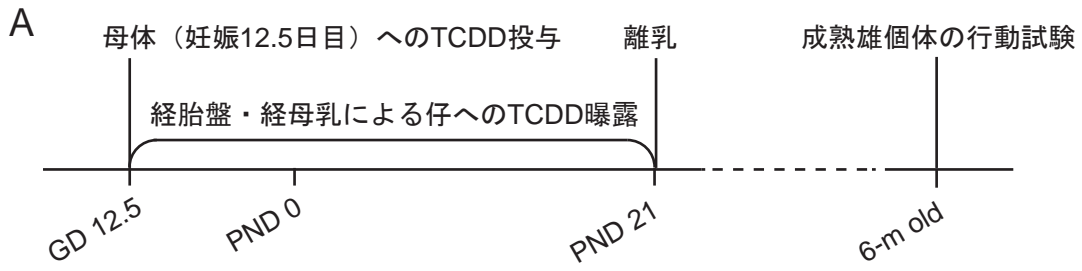 A
母体（妊娠12.5日目）へのTCDD投与
離乳
成熟雄個体の行動試験
経胎盤・経母乳による仔へのTCDD曝露
GD 12.5
PND 0
PND 21
6-m old